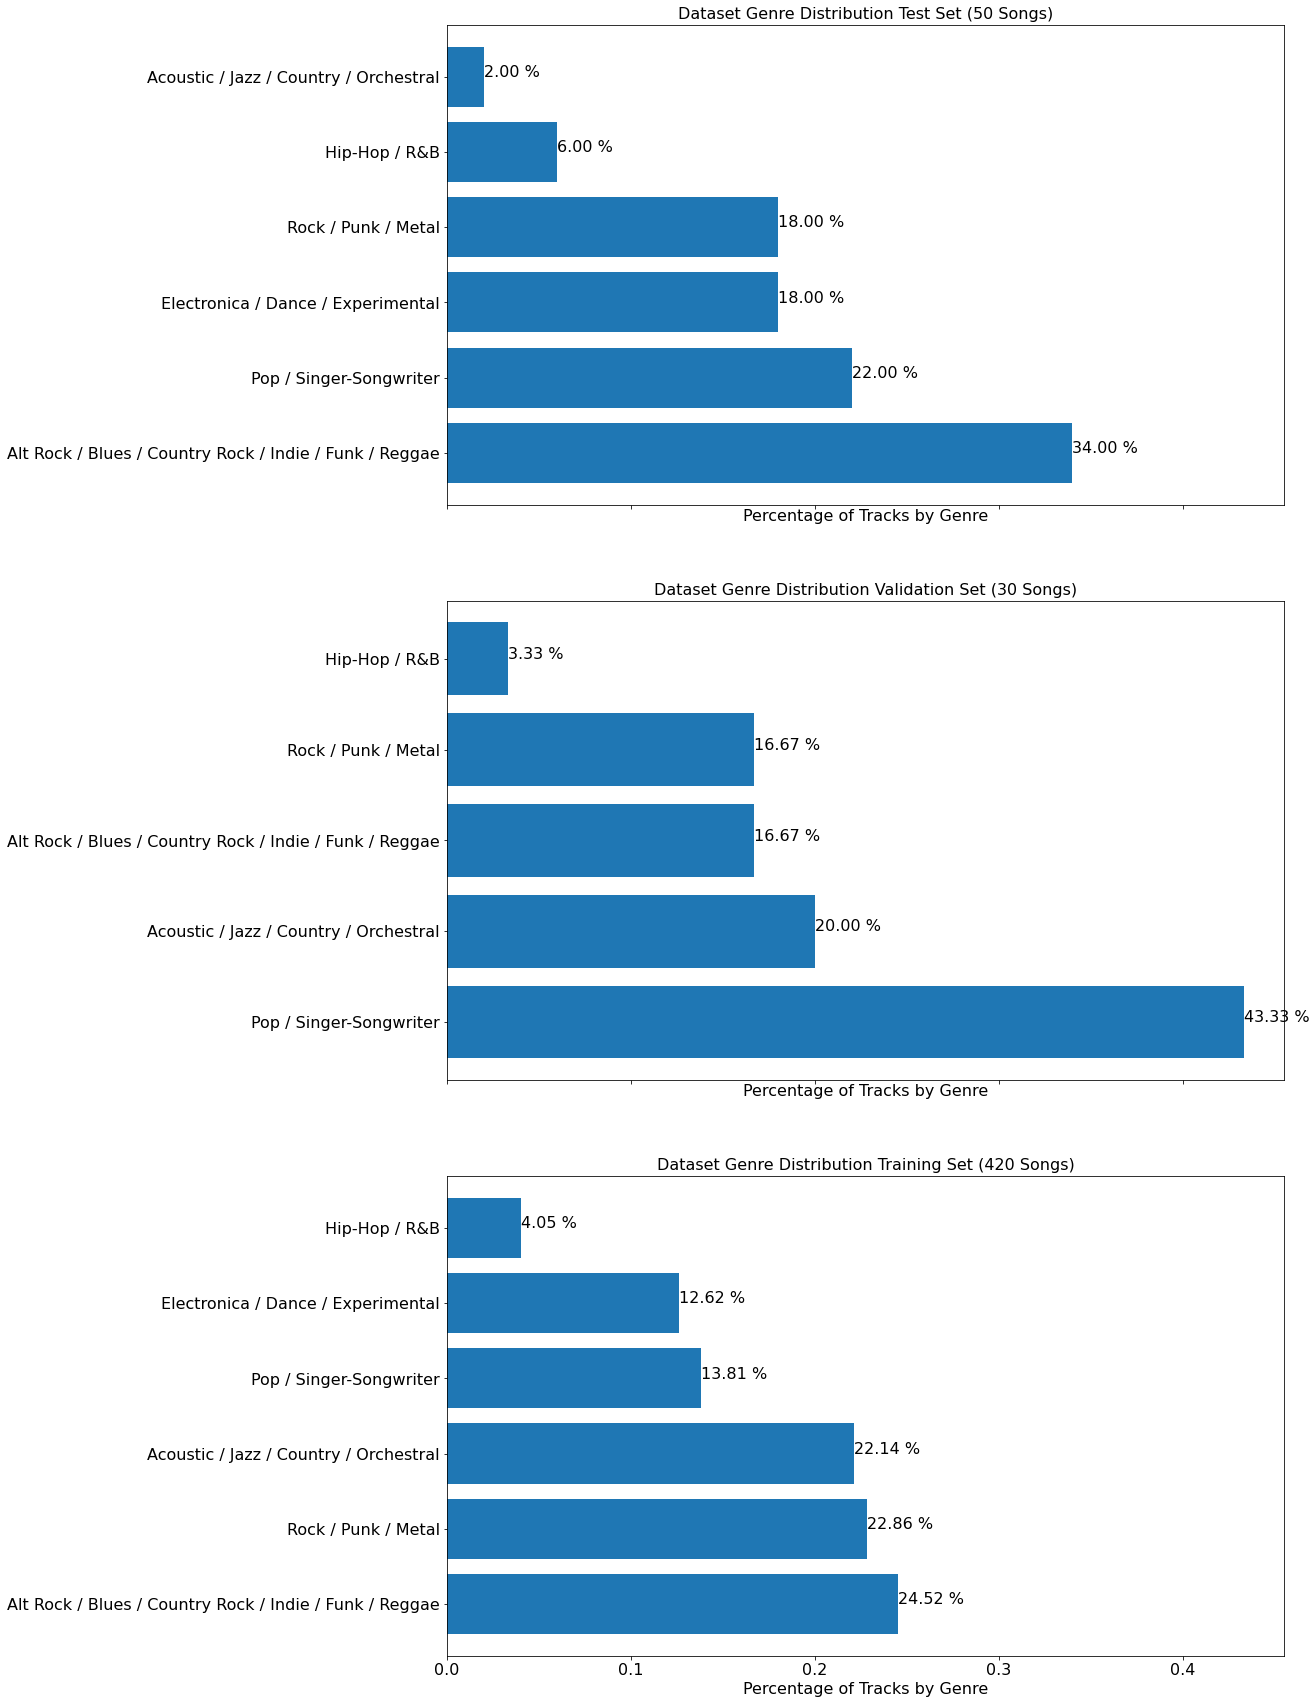 Dataset Genre Distribution Test Set (50 Songs)
Acoustic / Jazz / Country / Orchestral
2.00 %
Hip-Hop / R&B
6.00 %
Rock / Punk / Metal
18.00 %
Electronica / Dance / Experimental
18.00 %
Pop / Singer-Songwriter
22.00 %
Alt Rock / Blues / Country Rock / Indie / Funk / Reggae
34.00 %
Percentage of Tracks by Genre
Dataset Genre Distribution Validation Set (30 Songs)
Hip-Hop / R&B
3.33 %
Rock / Punk / Metal
16.67 %
Alt Rock / Blues / Country Rock / Indie / Funk / Reggae
16.67 %
Acoustic / Jazz / Country / Orchestral
20.00 %
Pop / Singer-Songwriter
43.33 %
Percentage of Tracks by Genre
Dataset Genre Distribution Training Set (420 Songs)
Hip-Hop / R&B
4.05 %
Electronica / Dance / Experimental
12.62 %
Pop / Singer-Songwriter
13.81 %
Acoustic / Jazz / Country / Orchestral
22.14 %
Rock / Punk / Metal
22.86 %
Alt Rock / Blues / Country Rock / Indie / Funk / Reggae
24.52 %
0.0 0.1 0.2 0.3 0.4
Percentage of Tracks by Genre